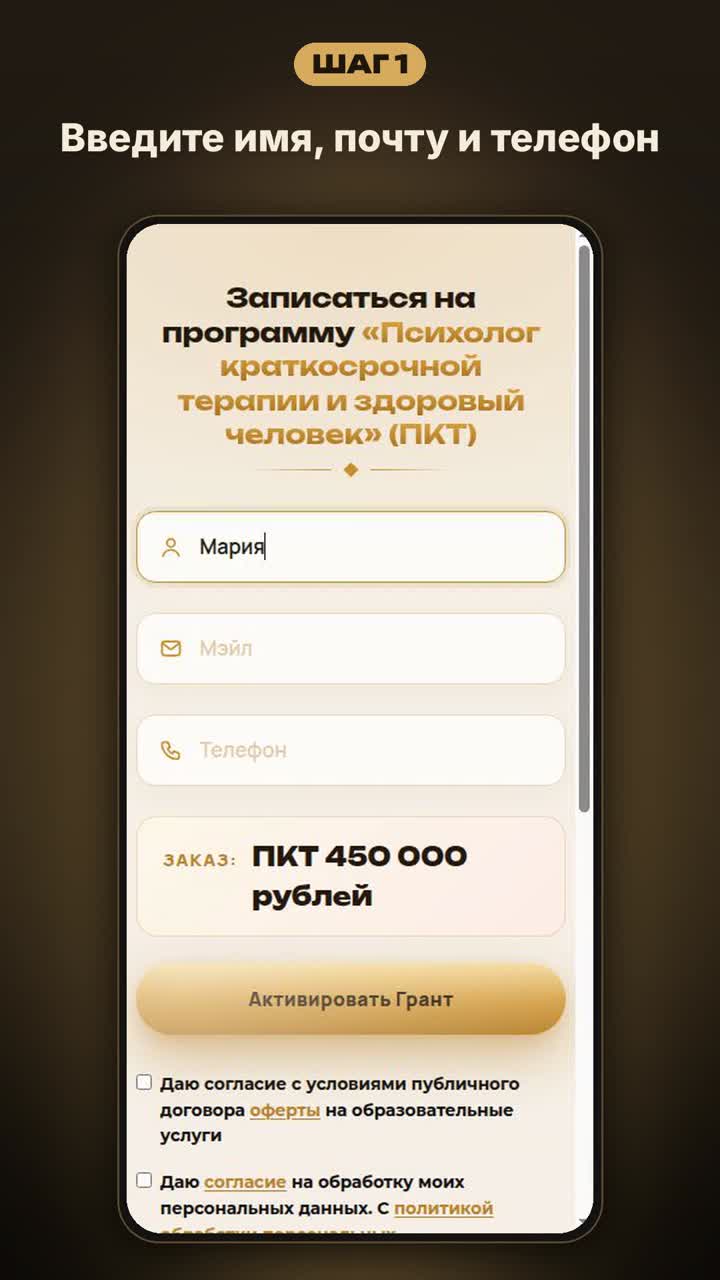 ШАГ 1
Введите имя, почту и телефон
Записаться на
программу «Психолог
краткосрочной
терапии и здоровый
человек» (ПКТ)
Мария
Мэйл
Телефон
ЗАКАЗ: ПКТ 450 000
рублей
Активировать Грант
Даю согласие с условиями публичного
договора оферты на образовательные
услуги
Даю согласие на обработку моих
персональных данных. С политикой